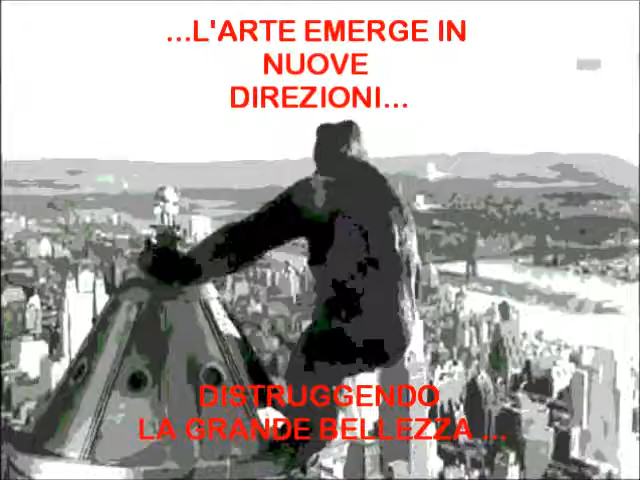 ...L'ARTE EMERGE IN
NUOVE
DIREZIONI...
DISTRUGGENDO
LA GRANDE BELLEZZA ...